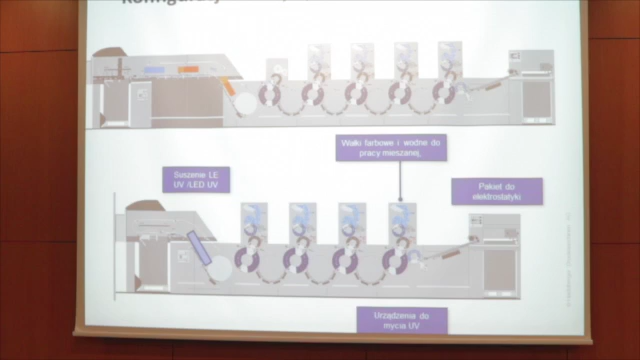 Wałki farbowe i wodne do
pracy mieszanej,
Suszenie LE
UV /LED UV
Pakiet do
elektrostatyki
Urządzenia do
mycia UV